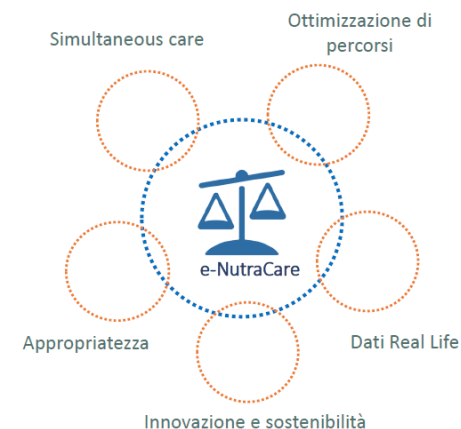 Ottimizzazione di
percorsi
Simultaneous care
e-NutraCare
Appropriatezza
Dati Real Life
Innovazione e sostenibilità